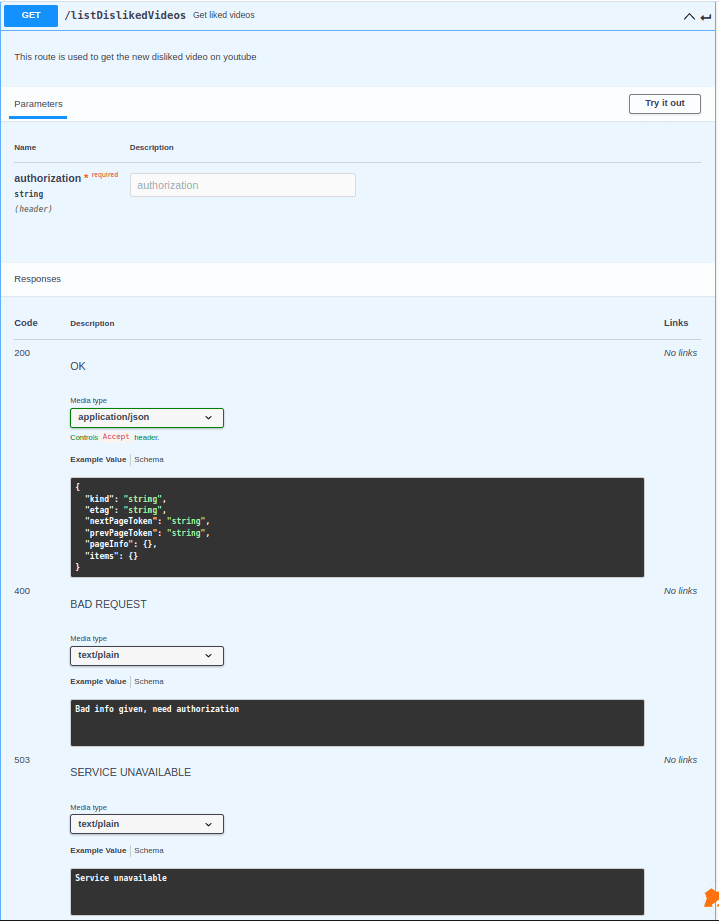 GET /listDislikedVideos Get liked videos
This route is used to get the new disliked video on youtube
Parameters Try it out
Name Description
authorization * required authorization
string
(header)
Responses
Code Description Links
200 No links
OK
Media type
application/json
Controls Accept header.
Example Value Schema
{
"kind": "string",
"etag": "string",
"nextPageToken": "string",
"prevPageToken": "string",
"pageInfo": {},
"items": {}
}
400 No links
BAD REQUEST
Media type
text/plain
Example Value Schema
Bad info given, need authorization
503 No links
SERVICE UNAVAILABLE
Media type
text/plain
Example Value Schema
Service unavailable